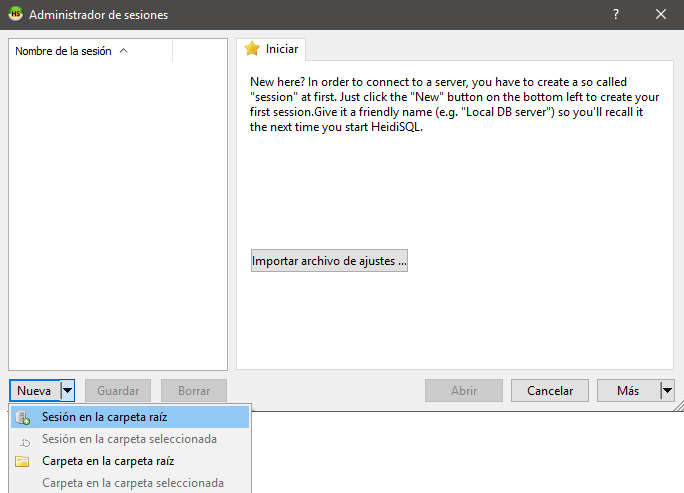 HS
Administrador de sesiones
?
Nombre de la sesión
Iniciar
New here? In order to connect to a server, you have to create a so called
"session" at first. Just click the "New" button on the bottom left to create your
first session.Give it a friendly name (e.g. "Local DB server") so you'll recall it
the next time you start HeidiSQL.
Importar archivo de ajustes ...
Nueva
Guardar
Borrar
Abrir
Cancelar
Más
Sesión en la carpeta raíz
Sesión en la carpeta seleccionada
Carpeta en la carpeta raíz
Carpeta en la carpeta seleccionada